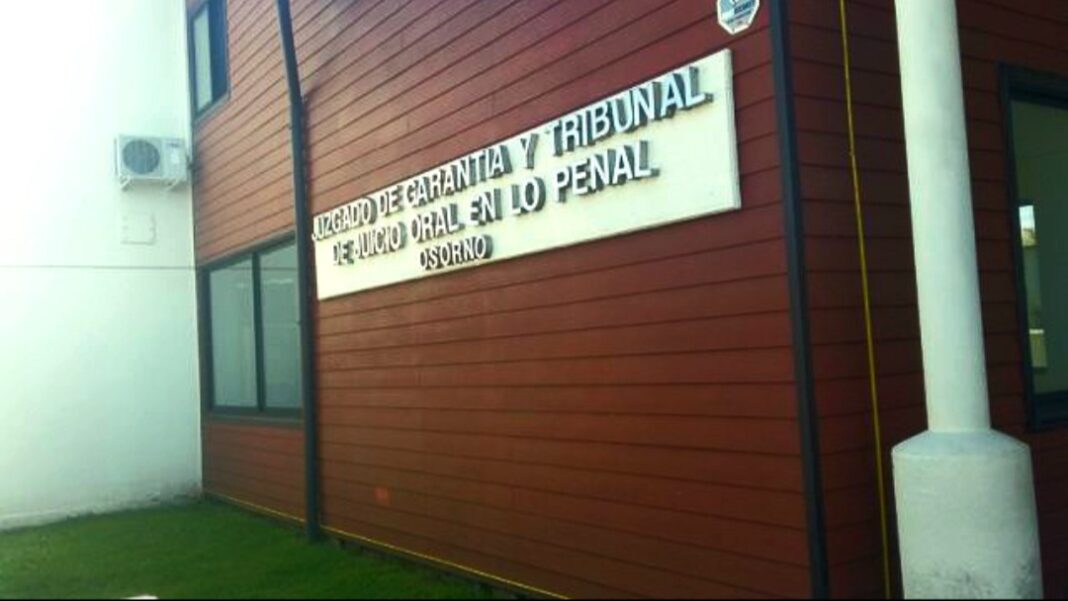 JUZGADO DE GARANTIA Y TRIBUNAL
DE JUICIO ORAL EN LO PENAL
OSORNO